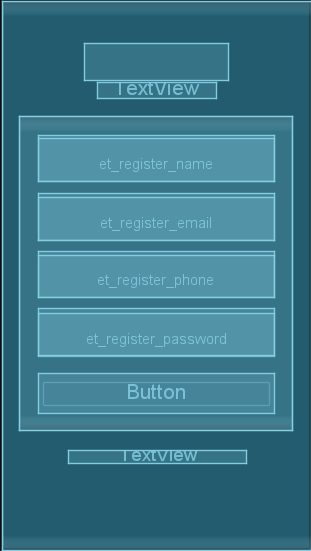 TextView
et_register_name
et_register_email
et_register_phone
et_register_password
Button
TextView